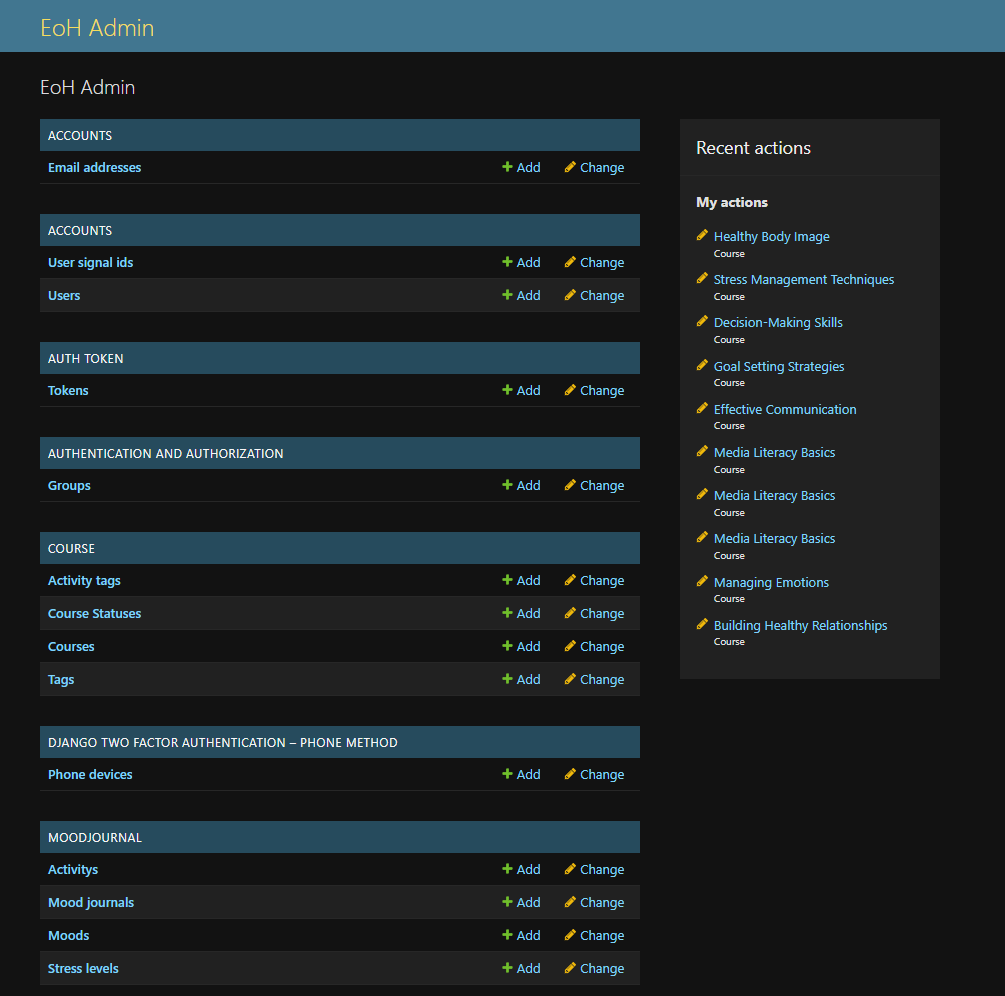 EoH Admin
EoH Admin
ACCOUNTS
Email addresses Add Change
ACCOUNTS
User signal ids Add Change
Users Add Change
AUTH TOKEN
Tokens Add Change
AUTHENTICATION AND AUTHORIZATION
Groups Add Change
COURSE
Activity tags Add Change
Course Statuses Add Change
Courses Add Change
Tags Add Change
DJANGO TWO FACTOR AUTHENTICATION – PHONE METHOD
Phone devices Add Change
MOODJOURNAL
Activitys Add Change
Mood journals Add Change
Moods Add Change
Stress levels Add Change
Recent actions
My actions
Healthy Body Image
Course
Stress Management Techniques
Course
Decision-Making Skills
Course
Goal Setting Strategies
Course
Effective Communication
Course
Media Literacy Basics
Course
Media Literacy Basics
Course
Media Literacy Basics
Course
Managing Emotions
Course
Building Healthy Relationships
Course